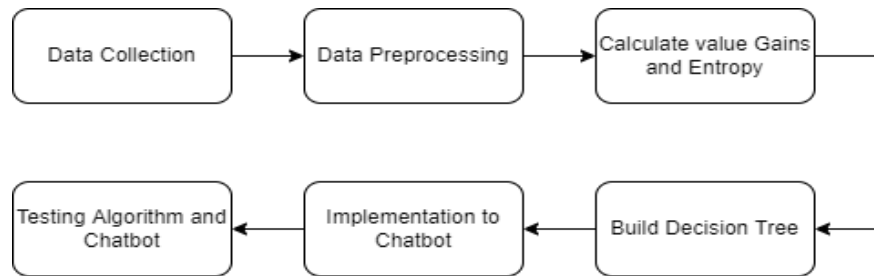 Data Collection
Data Preprocessing
Calculate value Gains
and Entropy
Testing Algorithm and
Chatbot
Implementation to
Chatbot
Build Decision Tree